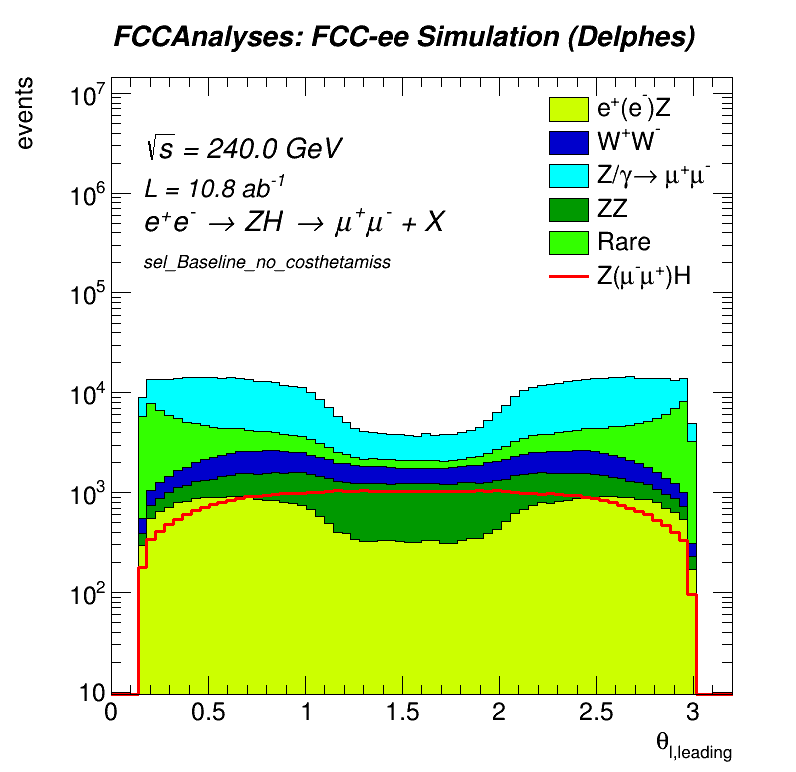 FCCAnalyses: FCC-ee Simulation (Delphes)
events
10⁷
10⁶
10⁵
10⁴
10³
10²
10
√s = 240.0 GeV
L = 10.8 ab⁻¹
e⁺e⁻ → ZH → μ⁺μ⁻ + X
sel_Baseline_no_costhetamiss
e⁺(e⁻)Z
W⁺W⁻
Z/γ→ μ⁺μ⁻
ZZ
Rare
Z(μ⁻μ⁺)H
0 0.5 1 1.5 2 2.5 3
θ_l,leading